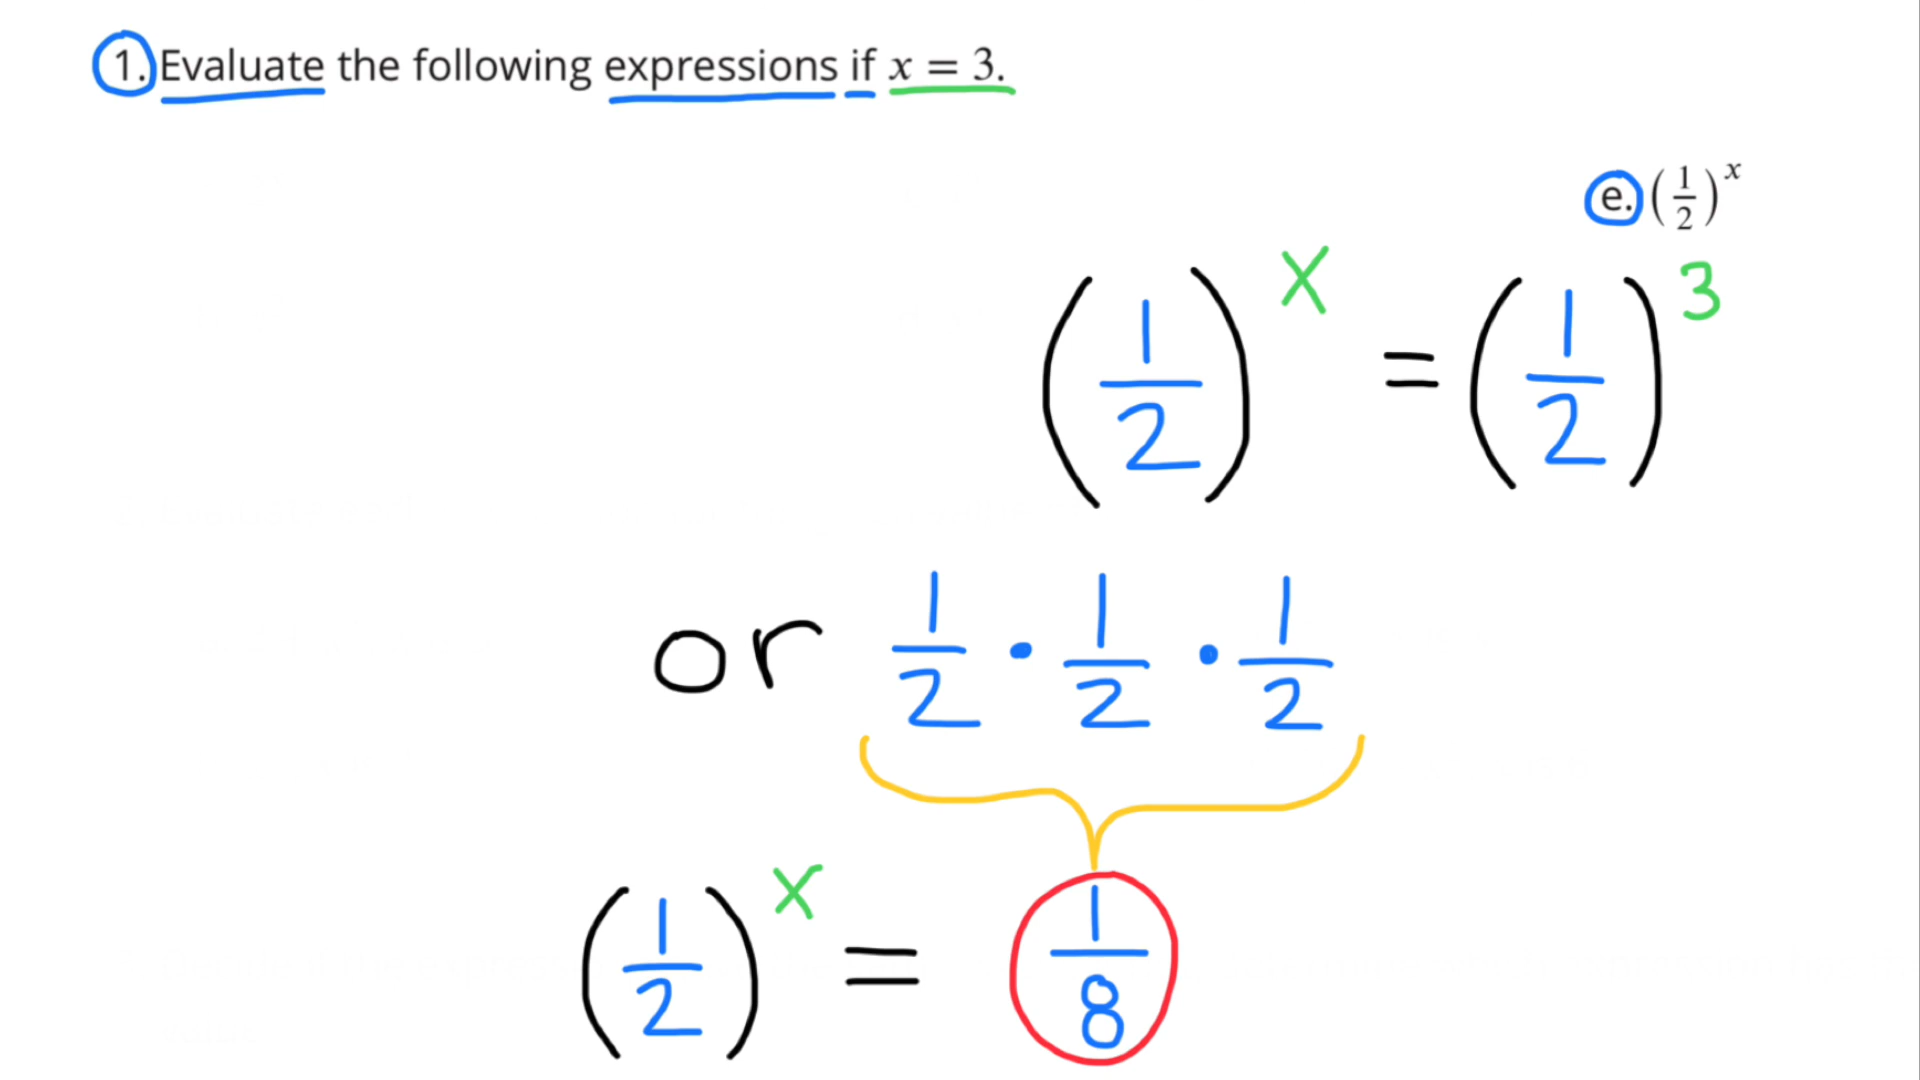 1. Evaluate the following expressions if x = 3.
e. (1/2)^x
(1/2)^x = (1/2)^3
or 1/2 · 1/2 · 1/2
(1/2)^x = 1/8